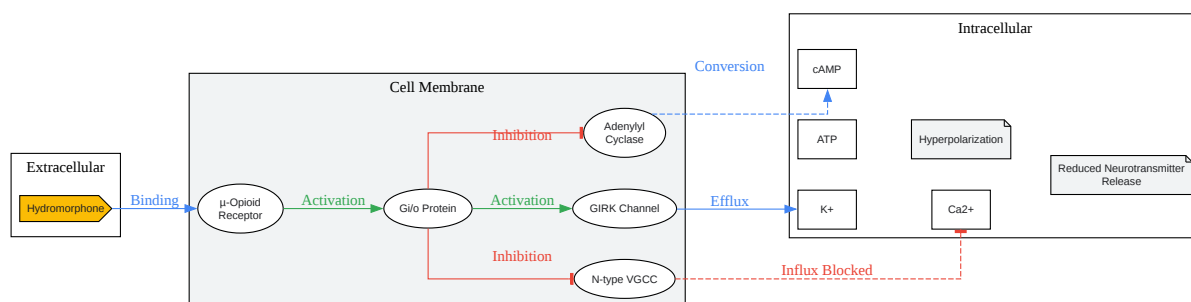 Intracellular
Conversion
cAMP
Cell Membrane
Inhibition
Adenylyl
Cyclase
ATP
Hyperpolarization
Extracellular
Reduced Neurotransmitter
Release
Hydromorphone
Binding
μ-Opioid
Receptor
Activation
Gi/o Protein
Activation
GIRK Channel
Efflux
K+
Ca2+
Inhibition
N-type VGCC
Influx Blocked